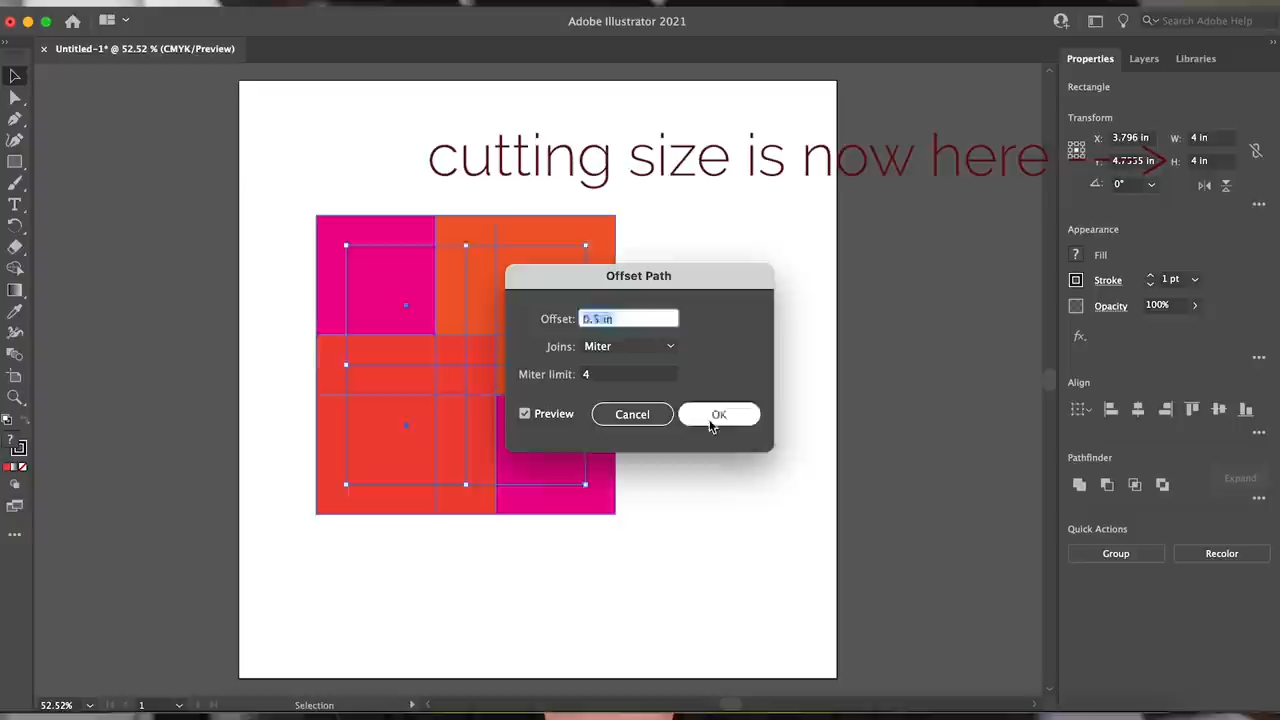 Adobe Illustrator 2021
Search Adobe Help
× Untitled-1* @ 52.52 % (CMYK/Preview)
Properties
Layers
Libraries
Rectangle
Transform
X: 3.796 in
W: 4 in
cutting size is now here -->
Y: 4.7555 in
H: 4 in
0°
Appearance
? Fill
Stroke
1 pt
Opacity
100%
fx.
Offset Path
Offset: 0.5 in
Joins: Miter
Miter limit: 4
Preview
Cancel
OK
Align
Pathfinder
Expand
Quick Actions
Group
Recolor
T
?
52.52%
1
Selection